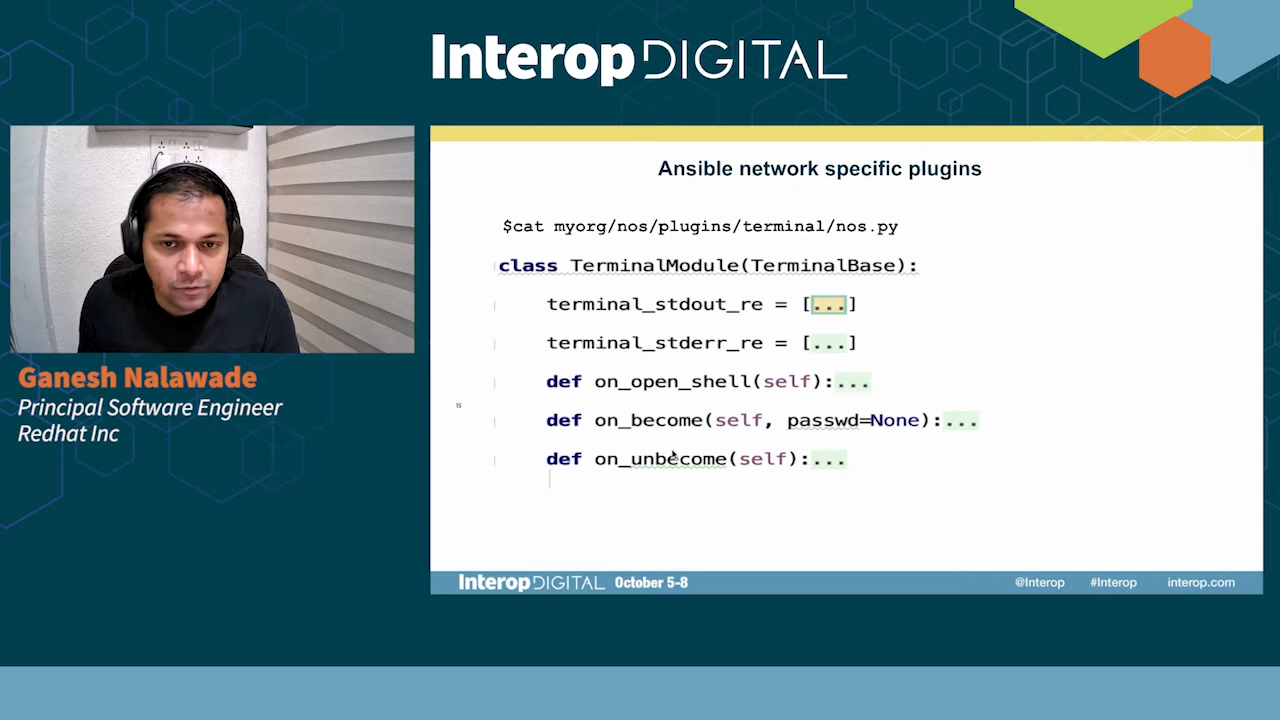 Interop DIGITAL
Ganesh Nalawade
Principal Software Engineer
Redhat Inc
Ansible network specific plugins
$cat myorg/nos/plugins/terminal/nos.py
class TerminalModule(TerminalBase):
terminal_stdout_re = [...]
terminal_stderr_re = [...]
def on_open_shell(self):...
def on_become(self, passwd=None):...
def on_unbecome(self):...
15
Interop DIGITAL October 5-8 @Interop #Interop interop.com